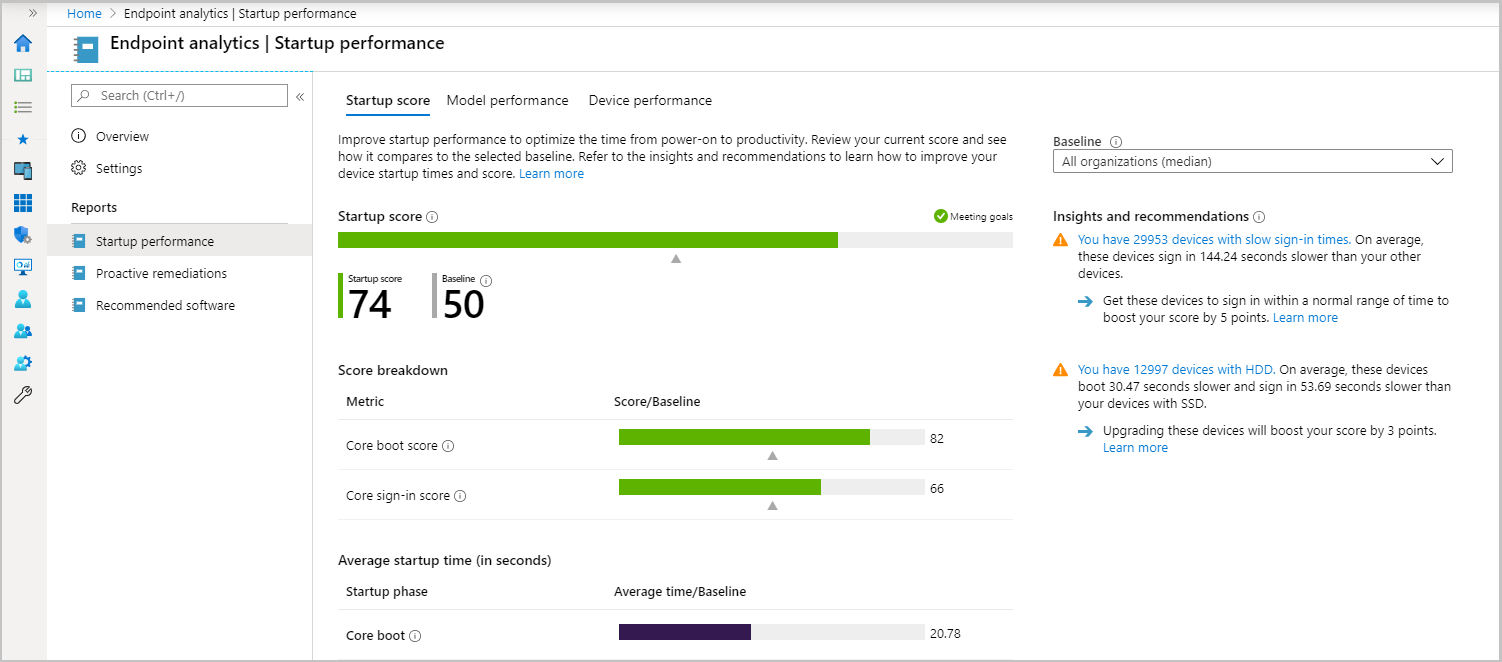 Home > Endpoint analytics | Startup performance
Endpoint analytics | Startup performance
Search (Ctrl+/)
Overview
Settings
Reports
Startup performance
Proactive remediations
Recommended software
Startup score
Model performance
Device performance
Improve startup performance to optimize the time from power-on to productivity. Review your current score and see
how it compares to the selected baseline. Refer to the insights and recommendations to learn how to improve your
device startup times and score. Learn more
Startup score
Meeting goals
Startup score
74
Baseline
50
Score breakdown
Metric
Score/Baseline
Core boot score
82
Core sign-in score
66
Average startup time (in seconds)
Startup phase
Average time/Baseline
Core boot
20.78
Baseline
All organizations (median)
Insights and recommendations
You have 29953 devices with slow sign-in times. On average,
these devices sign in 144.24 seconds slower than your other
devices.
Get these devices to sign in within a normal range of time to
boost your score by 5 points. Learn more
You have 12997 devices with HDD. On average, these devices
boot 30.47 seconds slower and sign in 53.69 seconds slower than
your devices with SSD.
Upgrading these devices will boost your score by 3 points.
Learn more